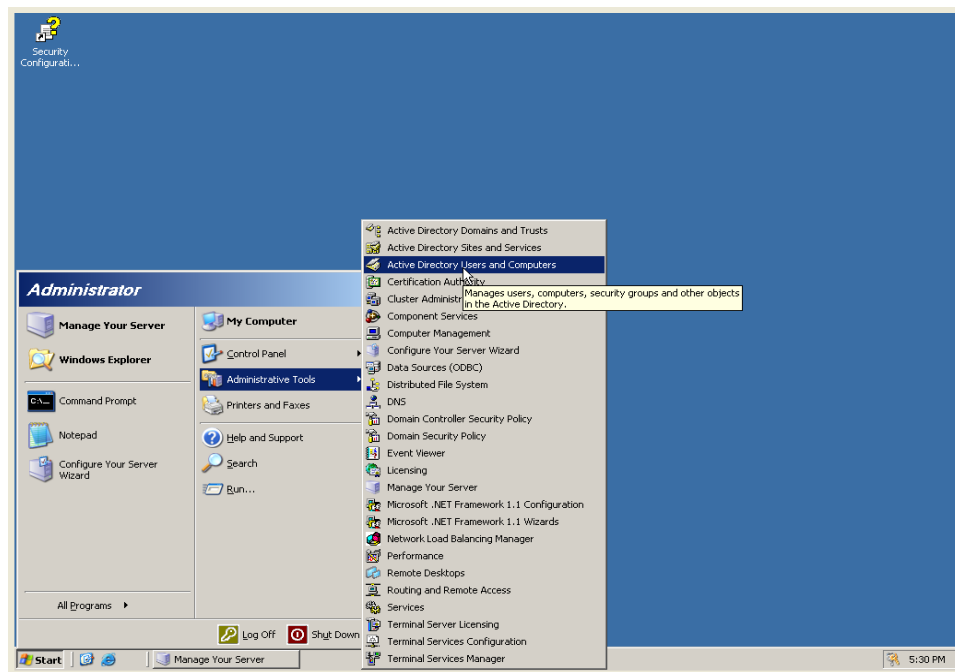 Security
Configurati...
Administrator
Manage Your Server
Windows Explorer
Command Prompt
Notepad
Configure Your Server
Wizard
All Programs
My Computer
Control Panel
Administrative Tools
Printers and Faxes
Help and Support
Search
Run...
Log Off
Shut Down
Active Directory Domains and Trusts
Active Directory Sites and Services
Active Directory Users and Computers
Certification Authority
Manages users, computers, security groups and other objects
in the Active Directory.
Cluster Administr
Component Services
Computer Management
Configure Your Server Wizard
Data Sources (ODBC)
Distributed File System
DNS
Domain Controller Security Policy
Domain Security Policy
Event Viewer
Licensing
Manage Your Server
Microsoft .NET Framework 1.1 Configuration
Microsoft .NET Framework 1.1 Wizards
Network Load Balancing Manager
Performance
Remote Desktops
Routing and Remote Access
Services
Terminal Server Licensing
Terminal Services Configuration
Terminal Services Manager
Start
Manage Your Server
5:30 PM